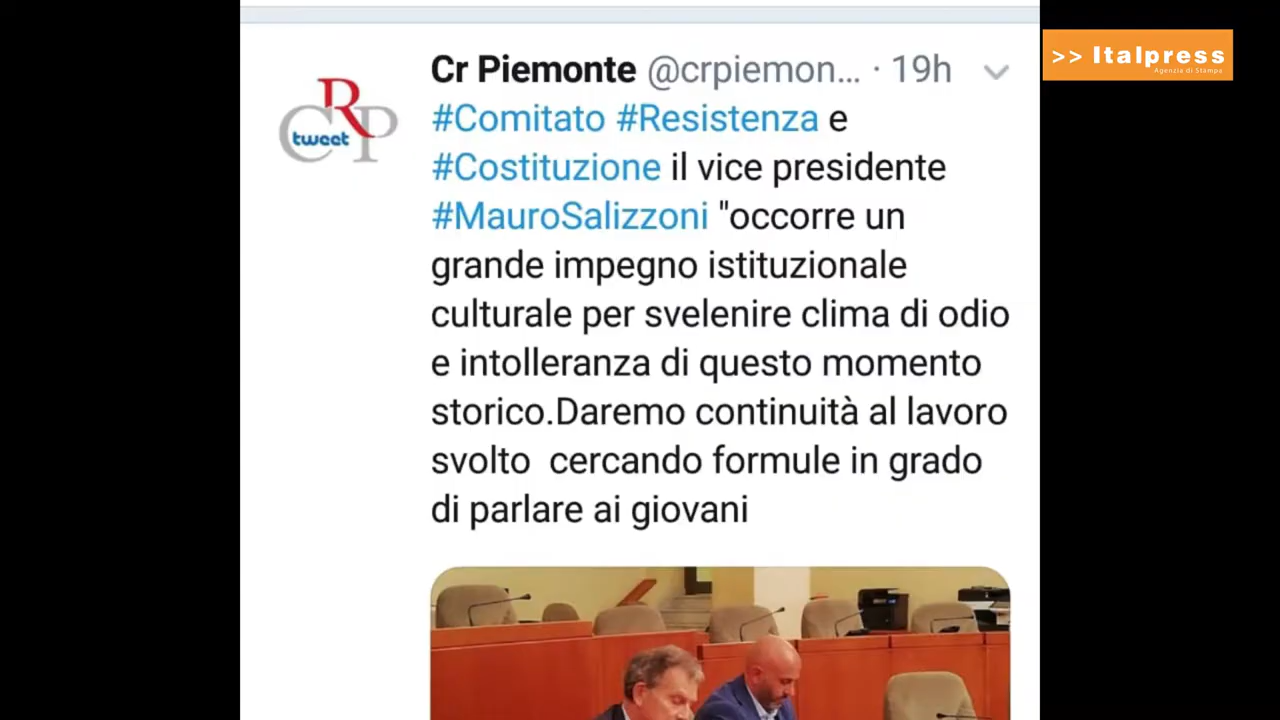 >> Italpress
Agenzia di Stampa
CRP
tweet
Cr Piemonte @crpiemon... · 19h
#Comitato #Resistenza e
#Costituzione il vice presidente
#MauroSalizzoni "occorre un
grande impegno istituzionale
culturale per svelenire clima di odio
e intolleranza di questo momento
storico.Daremo continuità al lavoro
svolto  cercando formule in grado
di parlare ai giovani